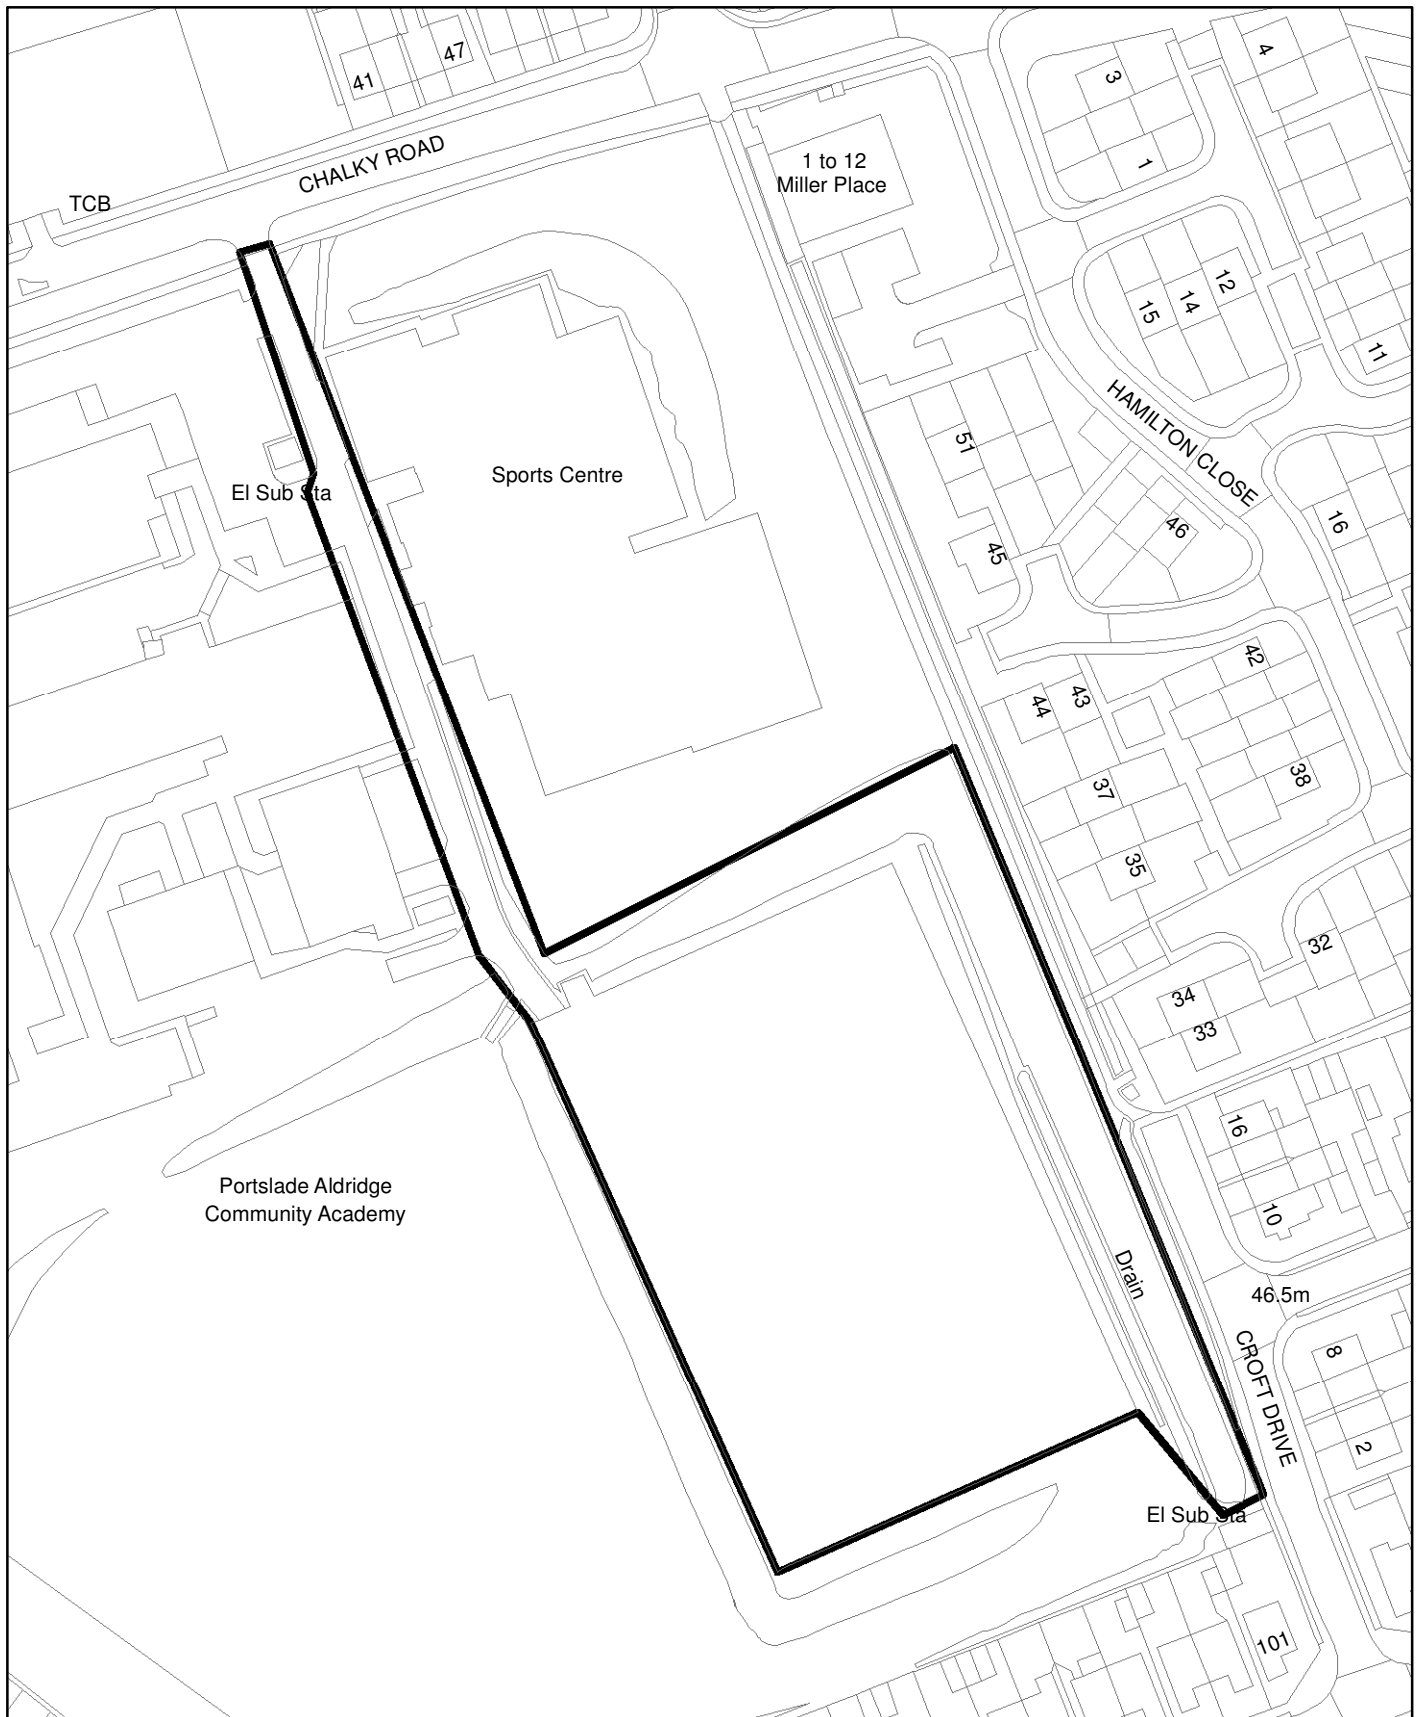 47
41
4
3
CHALKY ROAD
1 to 12
Miller Place
1
TCB
12
14
15
11
HAMILTON CLOSE
51
Sports Centre
El Sub Sta
16
46
45
42
43
44
38
37
35
32
34
33
16
Portslade Aldridge
Community Academy
10
Drain
46.5m
CROFT DRIVE
8
2
El Sub Sta
101